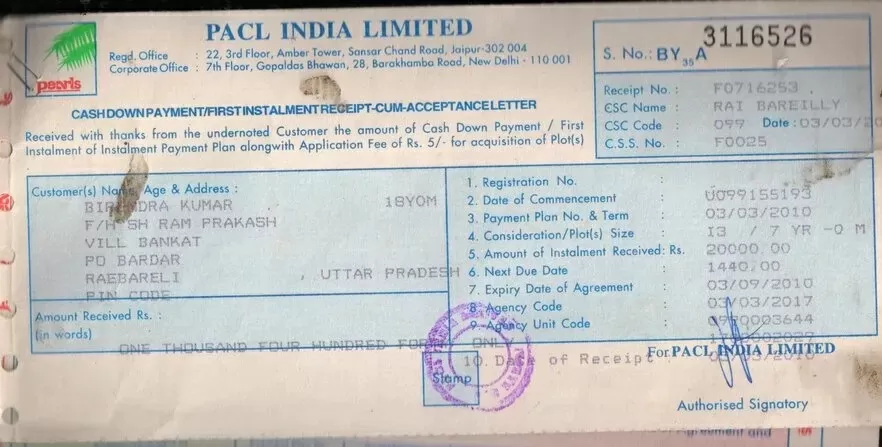 PACL INDIA LIMITED
Regd. Office : 22, 3rd Floor, Amber Tower, Sansar Chand Road, Jaipur-302 004
Corporate Office : 7th Floor, Gopaldas Bhawan, 28, Barakhamba Road, New Delhi - 110 001
pearls
CASH DOWN PAYMENT/FIRST INSTALMENT RECEIPT-CUM-ACCEPTANCE LETTER
Received with thanks from the undernoted Customer the amount of Cash Down Payment / First
Instalment of Instalment Payment Plan alongwith Application Fee of Rs. 5/- for acquisition of Plot(s)
S. No.: BY35A 3116526
Receipt No. : F0716253
CSC Name : RAI BAREILLY
CSC Code : 099 Date : 03/03/20
C.S.S. No. : F0025
Customer(s) Name, Age & Address :
BIRENDRA KUMAR 18YOM
F/H SH RAM PRAKASH
VILL BANKAT
PO BARDAR
RAEBARELI , UTTAR PRADESH
PIN CODE
Amount Received Rs. :
(in words)
ONE THOUSAND FOUR HUNDRED ONLY
1. Registration No. : U099155193
2. Date of Commencement : 03/03/2010
3. Payment Plan No. & Term : I3 / 7 YR -0 M
4. Consideration/Plot(s) Size : 20000.00
5. Amount of Instalment Received: Rs. 1440.00
6. Next Due Date : 03/09/2010
7. Expiry Date of Agreement : 03/03/2017
8. Agency Code : 0990003644
9. Agency Unit Code :
10. Date of Receipt :
For PACL INDIA LIMITED
Stamp
Authorised Signatory